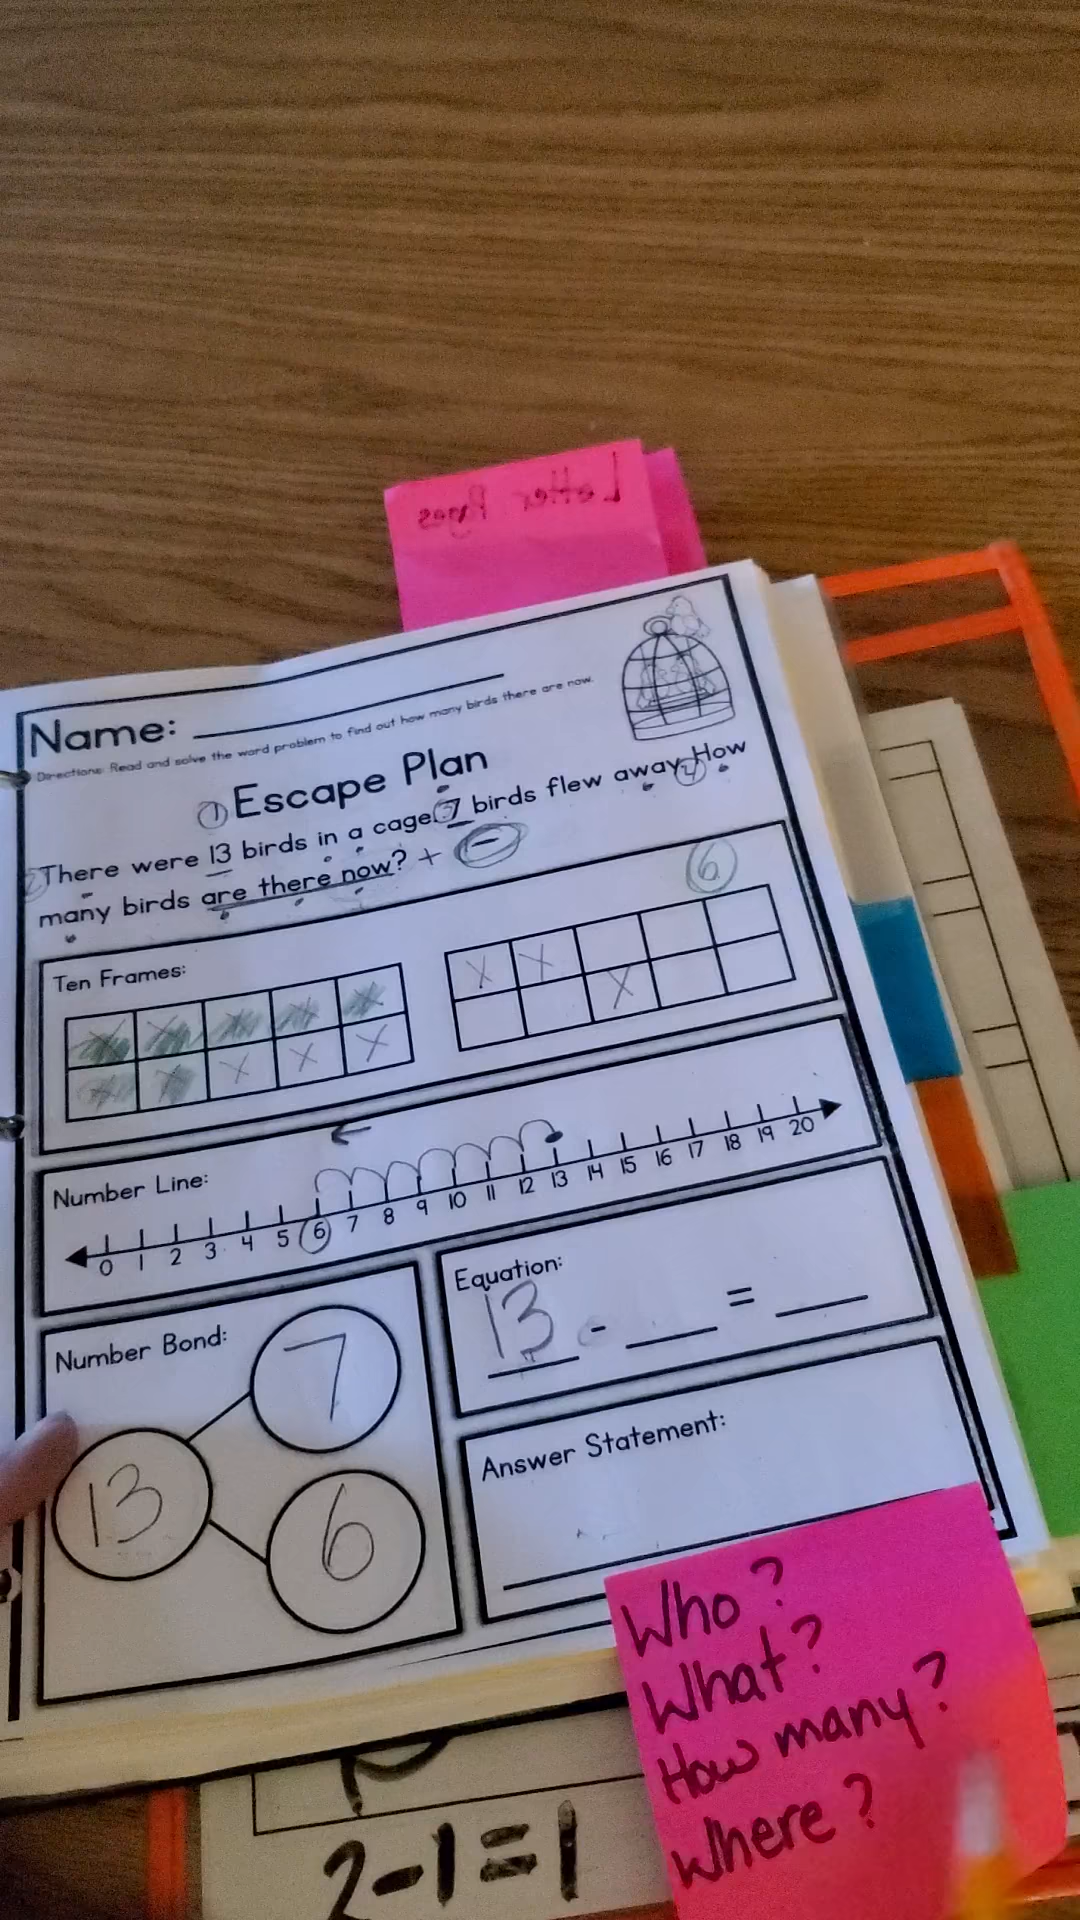 Letter Pages
Name:
Directions: Read and solve the word problem to find out how many birds there are now.
① Escape Plan
There were 13 birds in a cage. 7 birds flew away. How
many birds are there now? + -
6
Ten Frames:
X X X X X X X
X X X X X X
Number Line:
0 1 2 3 4 5 6 7 8 9 10 11 12 13 14 15 16 17 18 19 20
Number Bond:
7
13
6
Equation:
13 - ___ = ___
Answer Statement:
Who?
What?
How many?
Where?
2-1=1